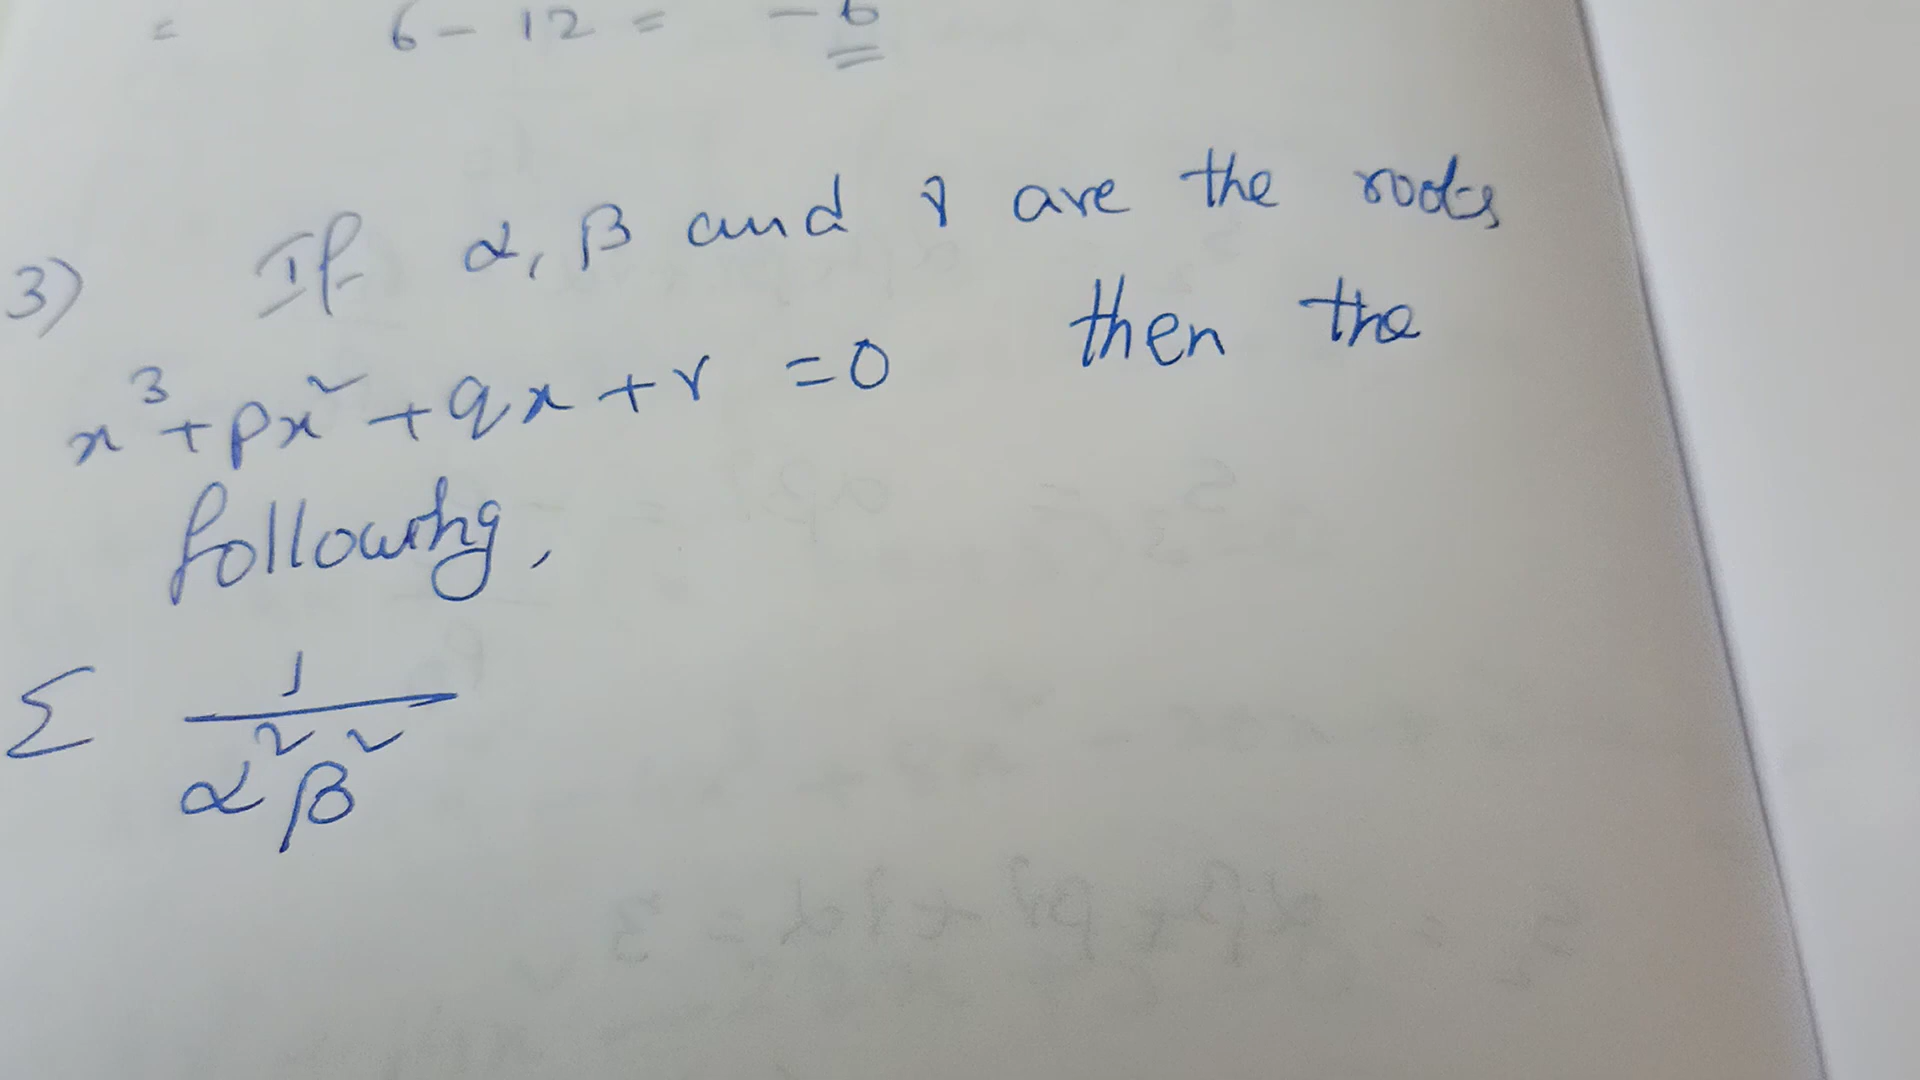 = 6 - 12 = - 6
3) If α, β and γ are the roots
x³ + px² + qx + r = 0 then the
following,
Σ 1/α²β²